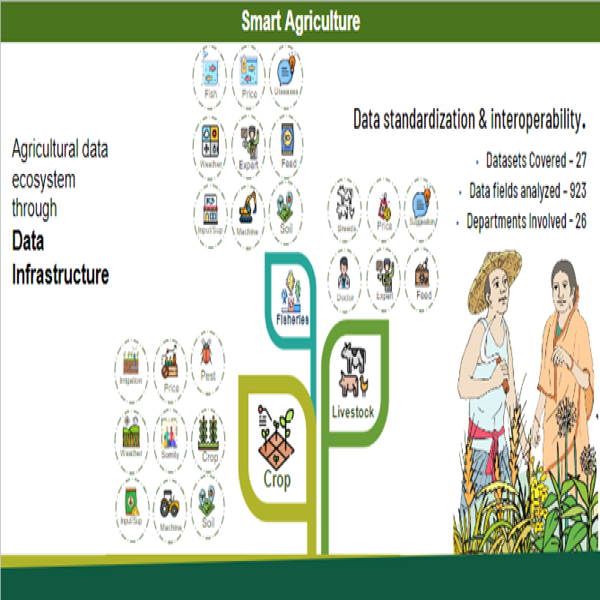 Smart Agriculture
Agricultural data
ecosystem
through
Data
Infrastructure
Fish
Price
Diseases
Weather
Expert
Feed
Input/Sup
Machine
Soil
Fisheries
Data standardization & interoperability.
• Datasets Covered - 27
• Data fields analyzed - 923
• Departments Involved - 26
Breeds
Price
Suggestion
Doctor
Expert
Feed
Livestock
Irrigation
Price
Pest
Weather
Crop
Input/Sup
Machine
Soil
Crop